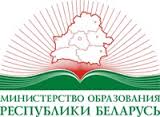 МИНИСТЕРСТВО ОБРАЗОВАНИЯ
РЕСПУБЛИКИ БЕЛАРУСЬ